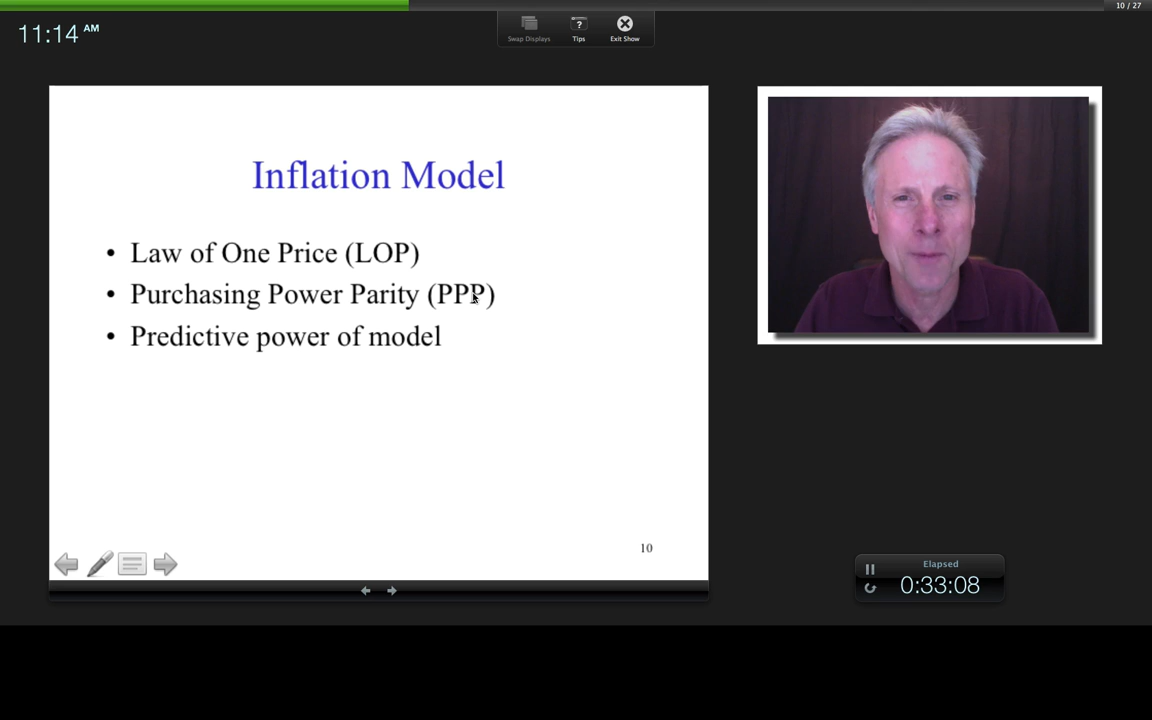 10 / 27
11:14 AM
Swap Displays
?
Tips
Exit Show
Inflation Model
• Law of One Price (LOP)
• Purchasing Power Parity (PPP)
• Predictive power of model
10
Elapsed
0:33:08